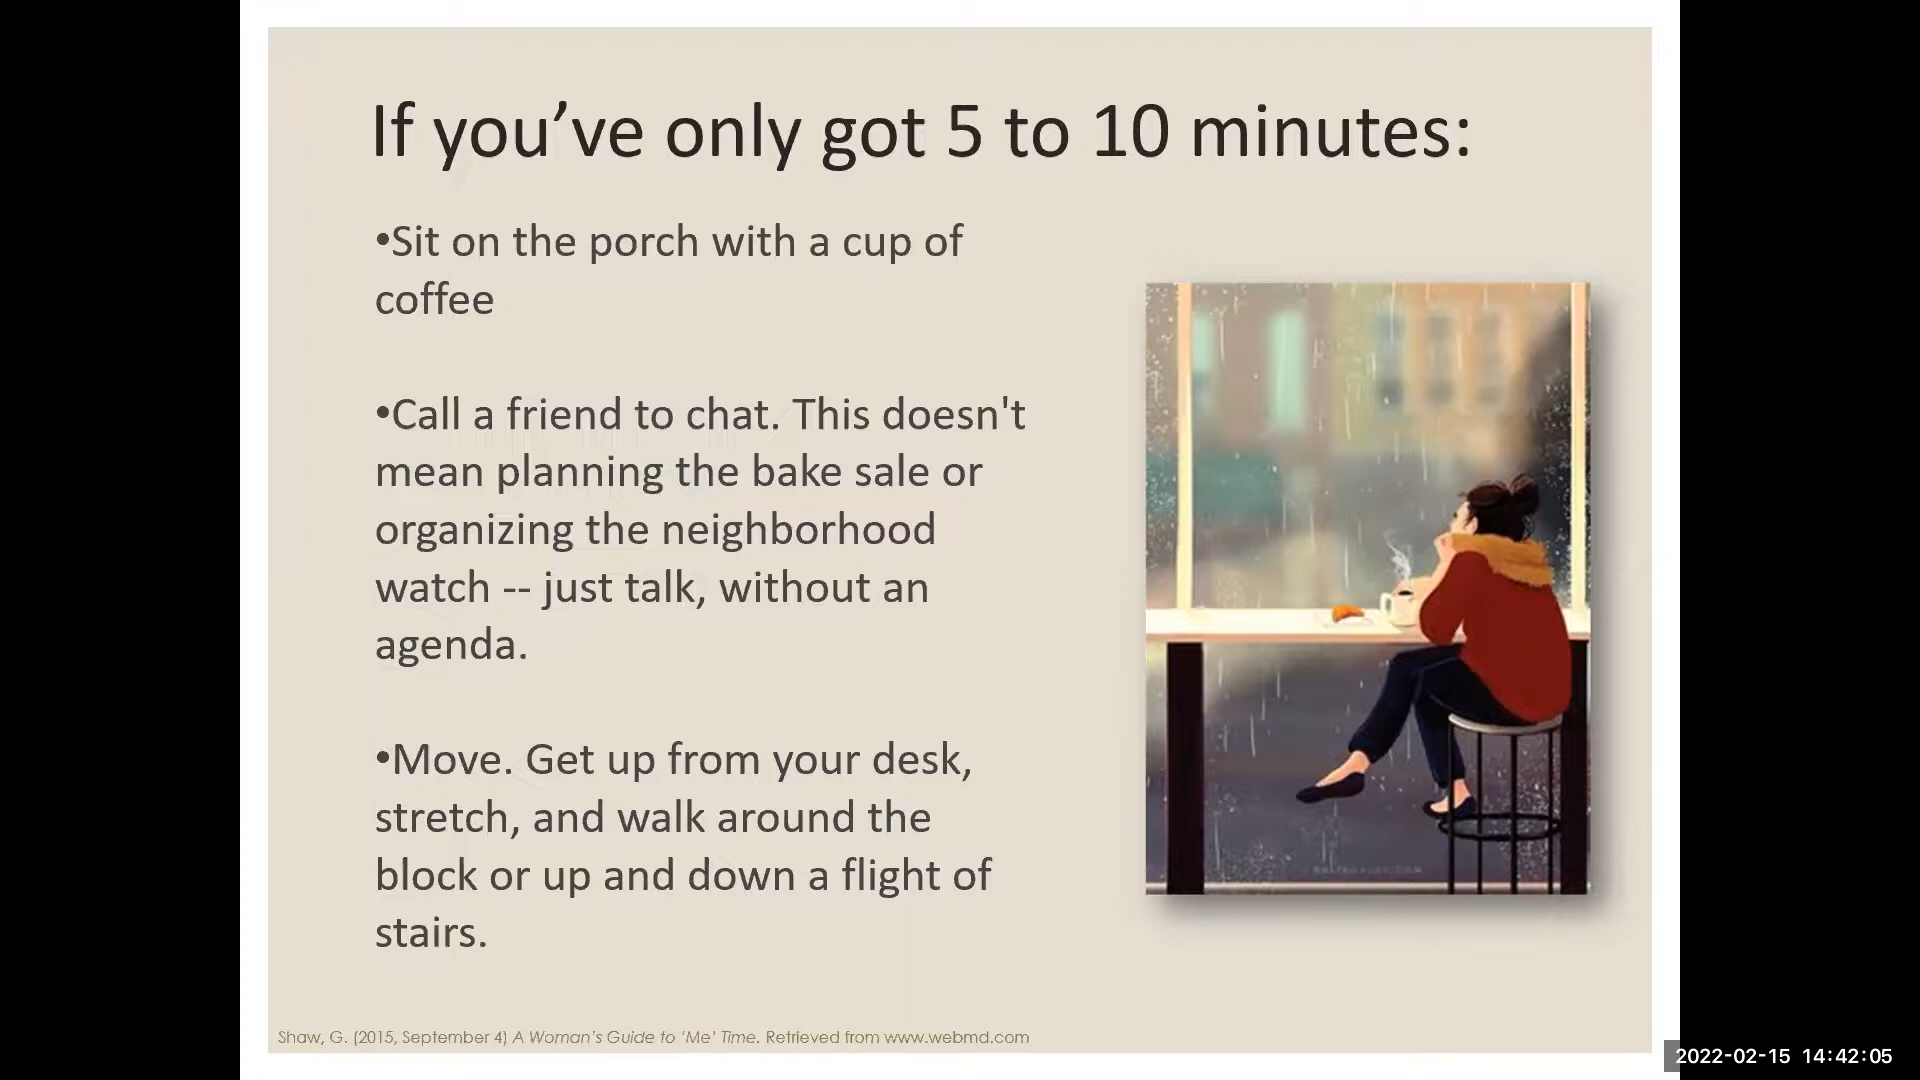 If you’ve only got 5 to 10 minutes:
•Sit on the porch with a cup of
coffee
•Call a friend to chat. This doesn't
mean planning the bake sale or
organizing the neighborhood
watch -- just talk, without an
agenda.
•Move. Get up from your desk,
stretch, and walk around the
block or up and down a flight of
stairs.
Shaw, G. (2015, September 4) A Woman’s Guide to ‘Me’ Time. Retrieved from www.webmd.com
2022-02-15 14:42:05